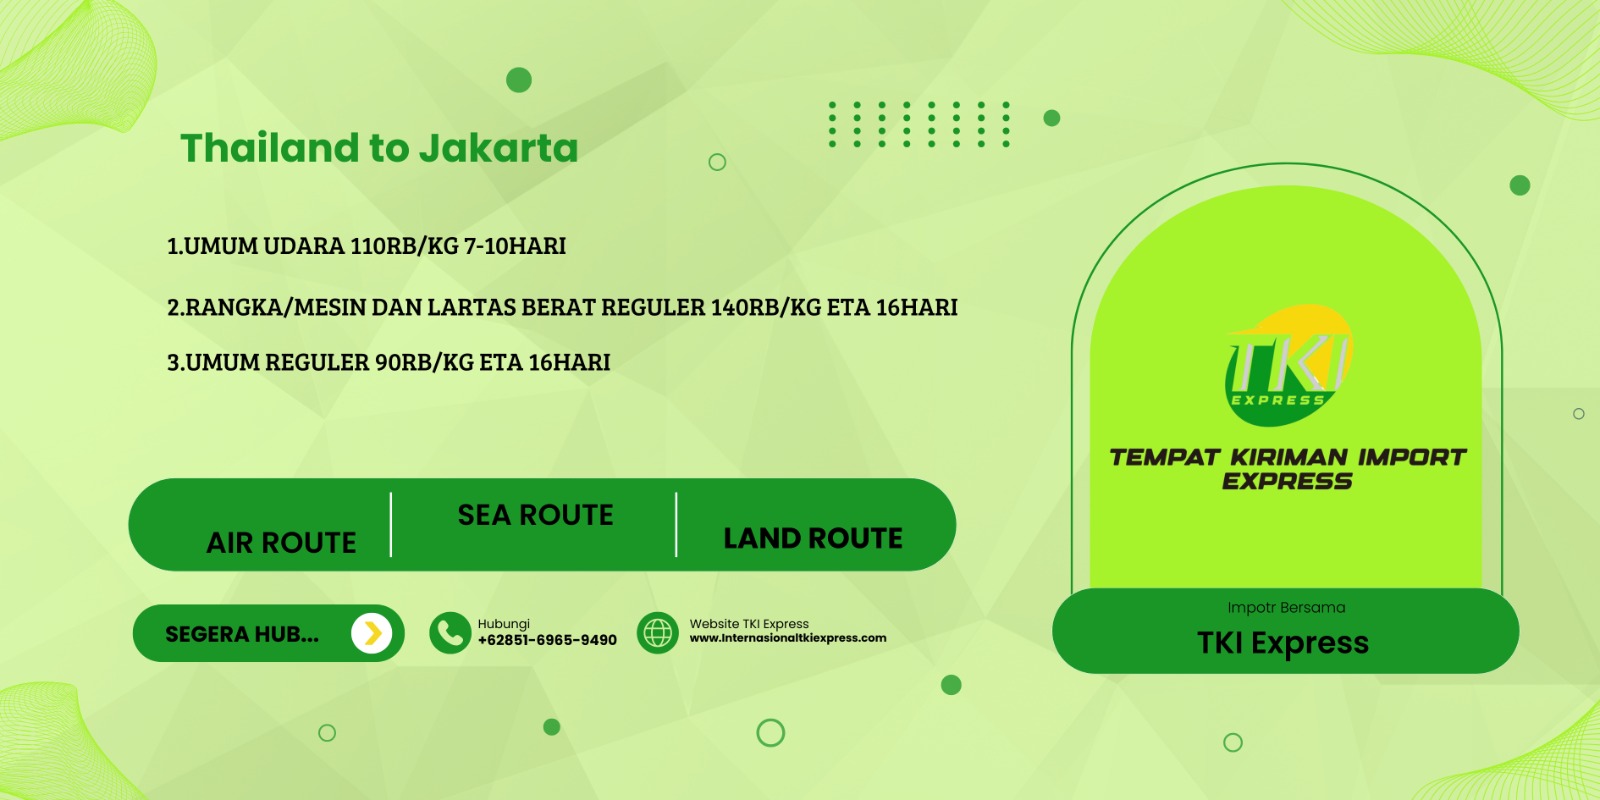 Thailand to Jakarta
1.UMUM UDARA 110RB/KG 7-10HARI
2.RANGKA/MESIN DAN LARTAS BERAT REGULER 140RB/KG ETA 16HARI
3.UMUM REGULER 90RB/KG ETA 16HARI
AIR ROUTE
SEA ROUTE
LAND ROUTE
SEGERA HUB...
Hubungi
+62851-6965-9490
Website TKI Express
www.Internasionaltkiexpress.com
TKI
EXPRESS
TEMPAT KIRIMAN IMPORT
EXPRESS
Impotr Bersama
TKI Express